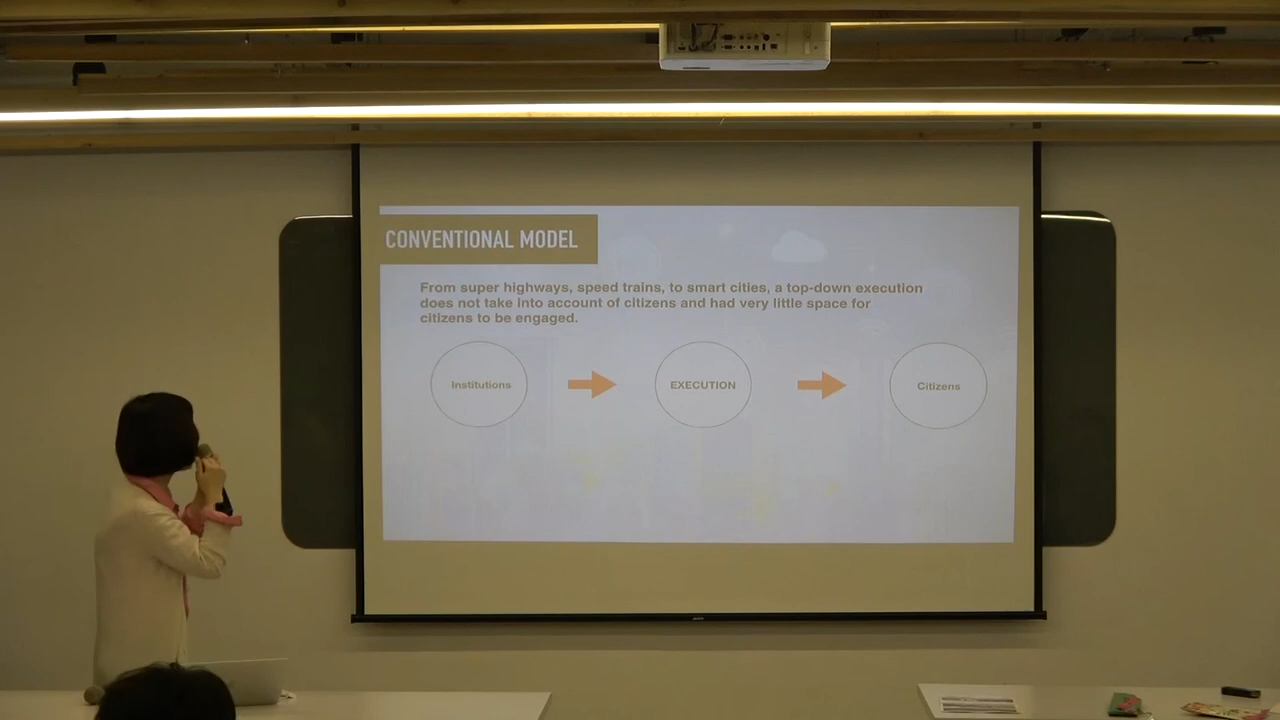 CONVENTIONAL MODEL
From super highways, speed trains, to smart cities, a top-down execution
does not take into account of citizens and had very little space for
citizens to be engaged.
Institutions
EXECUTION
Citizens